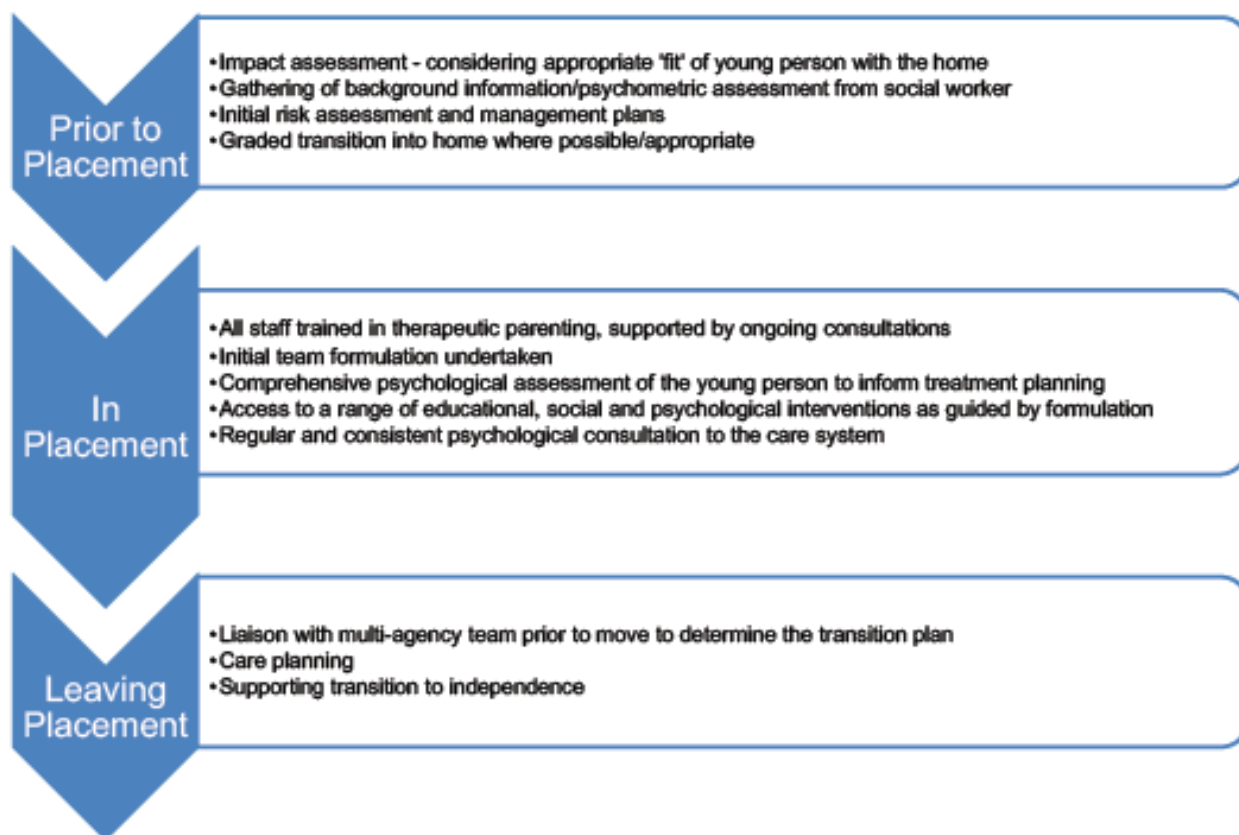 Prior to
Placement
•Impact assessment - considering appropriate 'fit' of young person with the home
•Gathering of background information/psychometric assessment from social worker
•Initial risk assessment and management plans
•Graded transition into home where possible/appropriate
In
Placement
•All staff trained in therapeutic parenting, supported by ongoing consultations
•Initial team formulation undertaken
•Comprehensive psychological assessment of the young person to inform treatment planning
•Access to a range of educational, social and psychological interventions as guided by formulation
•Regular and consistent psychological consultation to the care system
Leaving
Placement
•Liaison with multi-agency team prior to move to determine the transition plan
•Care planning
•Supporting transition to independence